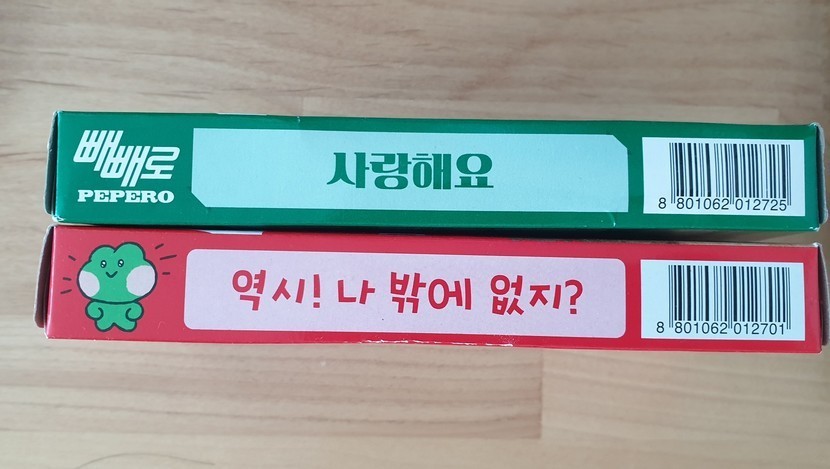 빼빼로
PEPERO
사랑해요
8 801062 012725
역시! 나 밖에 없지?
8 801062 012701